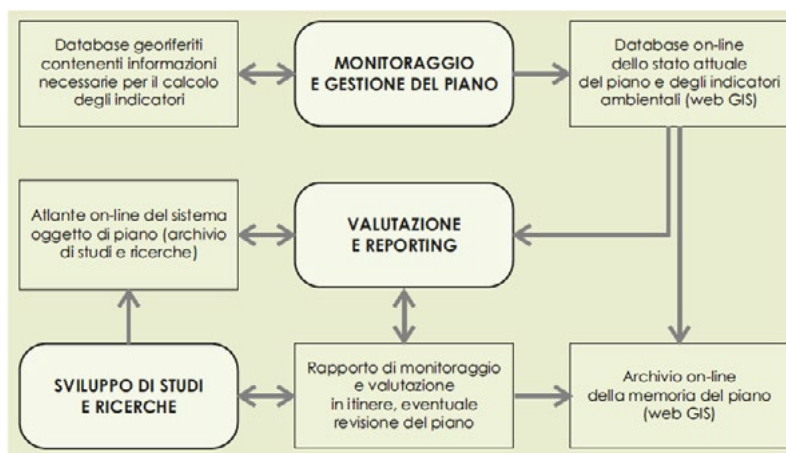 Database georiferiti
contenenti informazioni
necessarie per il calcolo
degli indicatori
MONITORAGGIO
E GESTIONE DEL PIANO
Database on-line
dello stato attuale
del piano e degli indicatori
ambientali (web GIS)
Atlante on-line del sistema
oggetto di piano (archivio
di studi e ricerche)
VALUTAZIONE
E REPORTING
SVILUPPO DI STUDI
E RICERCHE
Rapporto di monitoraggio
e valutazione
in itinere, eventuale
revisione del piano
Archivio on-line
della memoria del piano
(web GIS)